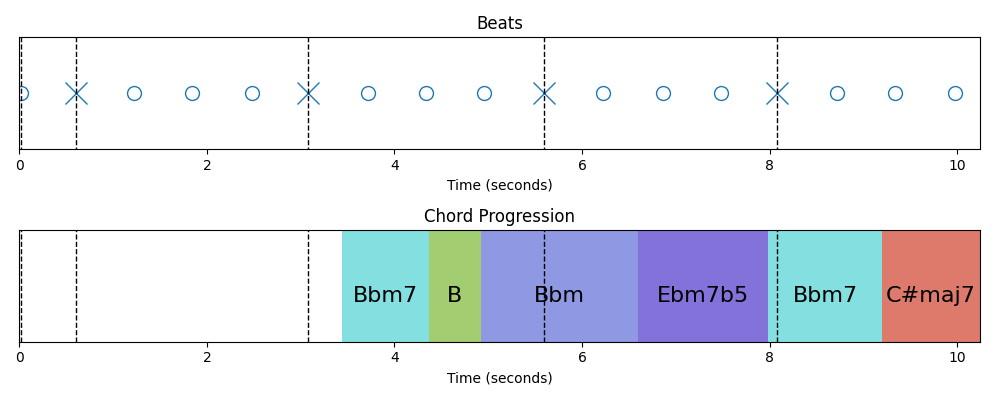 Beats
0 2 4 6 8 10
Time (seconds)
Chord Progression
Bbm7 B Bbm Ebm7b5 Bbm7 C#maj7
0 2 4 6 8 10
Time (seconds)